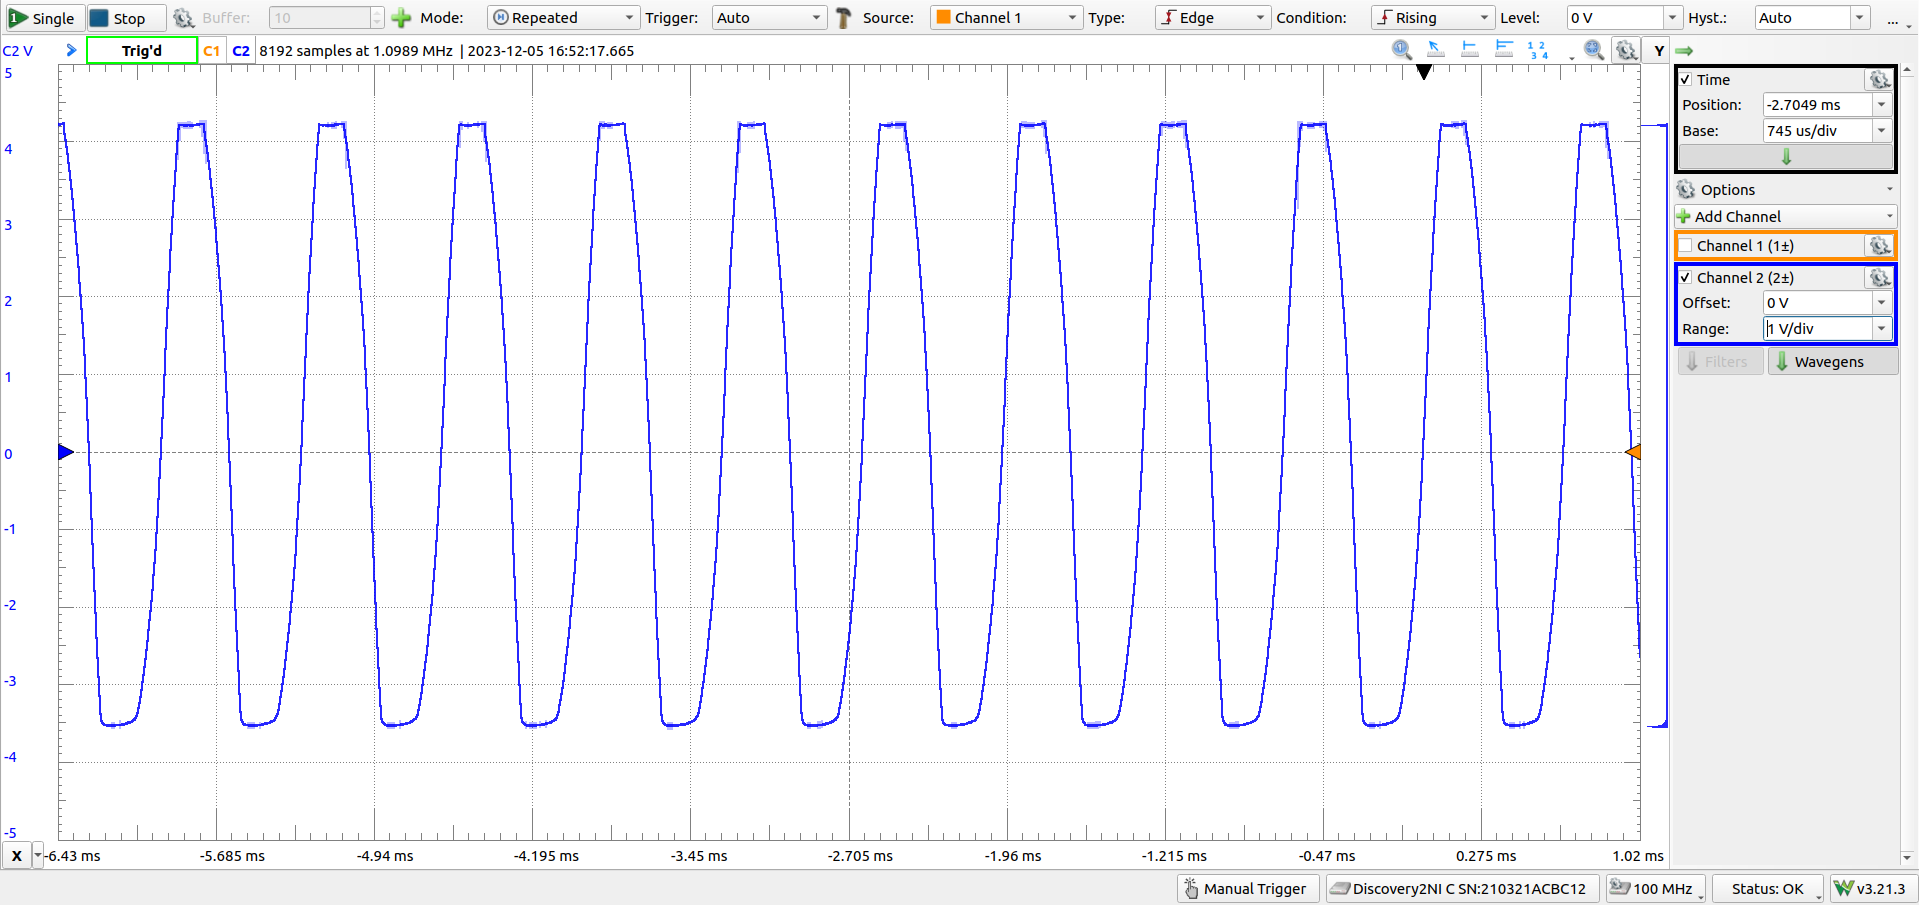 Single Stop Buffer: 10 Mode: Repeated Trigger: Auto Source: Channel 1 Type: Edge Condition: Rising Level: 0 V Hyst.: Auto ...
C2 V Trig'd C1 C2 8192 samples at 1.0989 MHz | 2023-12-05 16:52:17.665 1 2 3 4 Y
5
4
3
2
1
0
-1
-2
-3
-4
-5
X -6.43 ms -5.685 ms -4.94 ms -4.195 ms -3.45 ms -2.705 ms -1.96 ms -1.215 ms -0.47 ms 0.275 ms 1.02 ms
Time
Position: -2.7049 ms
Base: 745 us/div
Options
Add Channel
Channel 1 (1±)
Channel 2 (2±)
Offset: 0 V
Range: 1 V/div
Filters Wavegens
Manual Trigger Discovery2NI C SN:210321ACBC12 100 MHz Status: OK v3.21.3